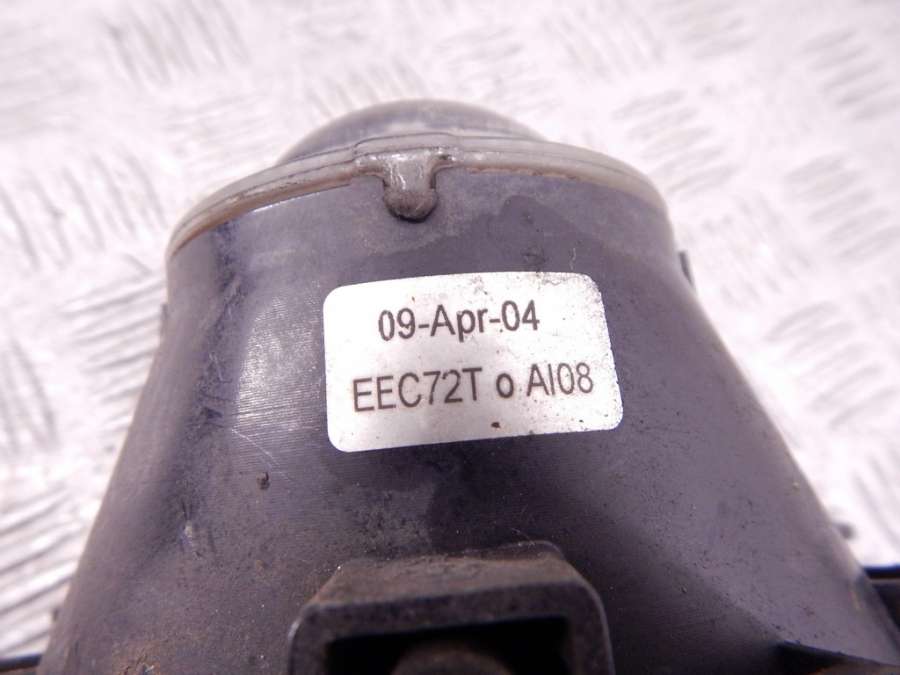 09-Apr-04
EEC72T o AI08